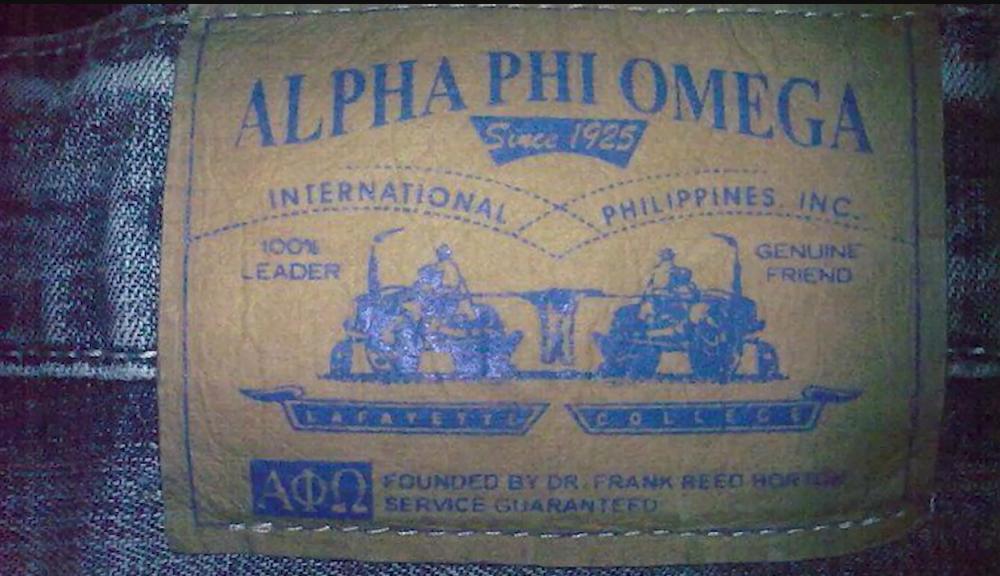 ALPHA PHI OMEGA
Since 1925
INTERNATIONAL PHILIPPINES, INC.
100% LEADER
GENUINE FRIEND
LAFAYETTE COLLEGE
ΑΦΩ
FOUNDED BY DR. FRANK REED HORTON
SERVICE GUARANTEED